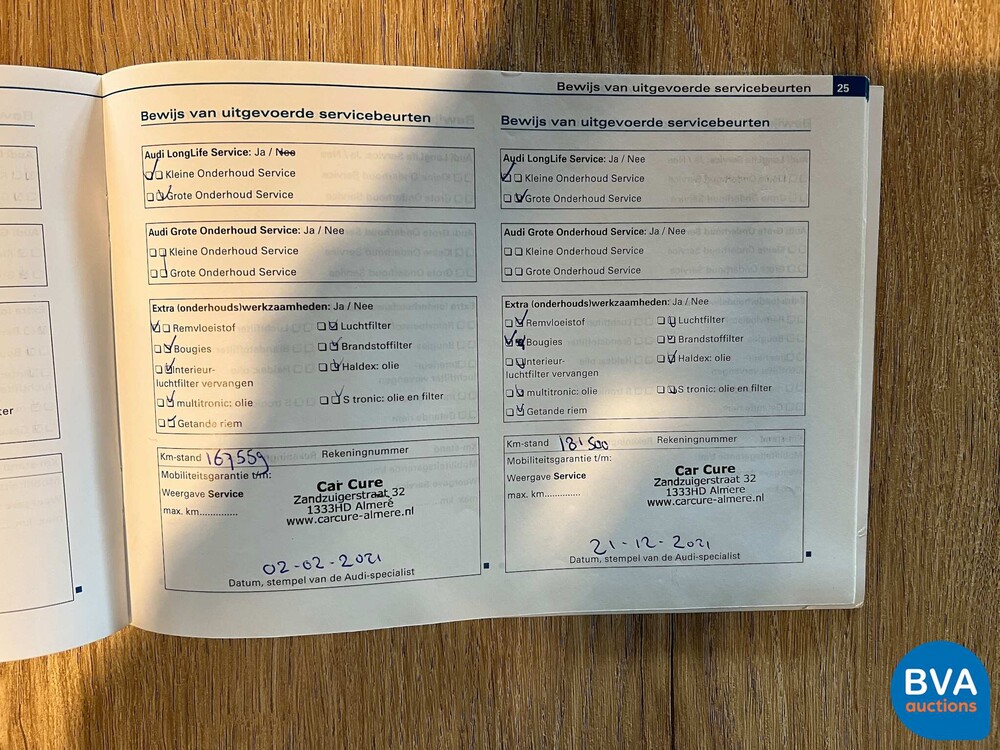 Bewijs van uitgevoerde servicebeurten 25
Bewijs van uitgevoerde servicebeurten
Audi LongLife Service: Ja / Nee
Kleine Onderhoud Service
Grote Onderhoud Service
Audi Grote Onderhoud Service: Ja / Nee
Kleine Onderhoud Service
Grote Onderhoud Service
Extra (onderhouds)werkzaamheden: Ja / Nee
Remvloeistof
Luchtfilter
Bougies
Brandstoffilter
Interieur-
luchtfilter vervangen
Haldex: olie
multitronic: olie
S tronic: olie en filter
Getande riem
Km-stand 167559 Rekeningnummer
Mobiliteitsgarantie t/m:
Weergave Service
max. km..............
Car Cure
Zandzuigerstraat 32
1333HD Almere
www.carcure-almere.nl
02-02-2021
Datum, stempel van de Audi-specialist
Bewijs van uitgevoerde servicebeurten
Audi LongLife Service: Ja / Nee
Kleine Onderhoud Service
Grote Onderhoud Service
Audi Grote Onderhoud Service: Ja / Nee
Kleine Onderhoud Service
Grote Onderhoud Service
Extra (onderhouds)werkzaamheden: Ja / Nee
Remvloeistof
Luchtfilter
Bougies
Brandstoffilter
Interieur-
luchtfilter vervangen
Haldex: olie
multitronic: olie
S tronic: olie en filter
Getande riem
Km-stand 181500 Rekeningnummer
Mobiliteitsgarantie t/m:
Weergave Service
max. km..............
Car Cure
Zandzuigerstraat 32
1333HD Almere
www.carcure-almere.nl
21-12-2021
Datum, stempel van de Audi-specialist
BVA
auctions